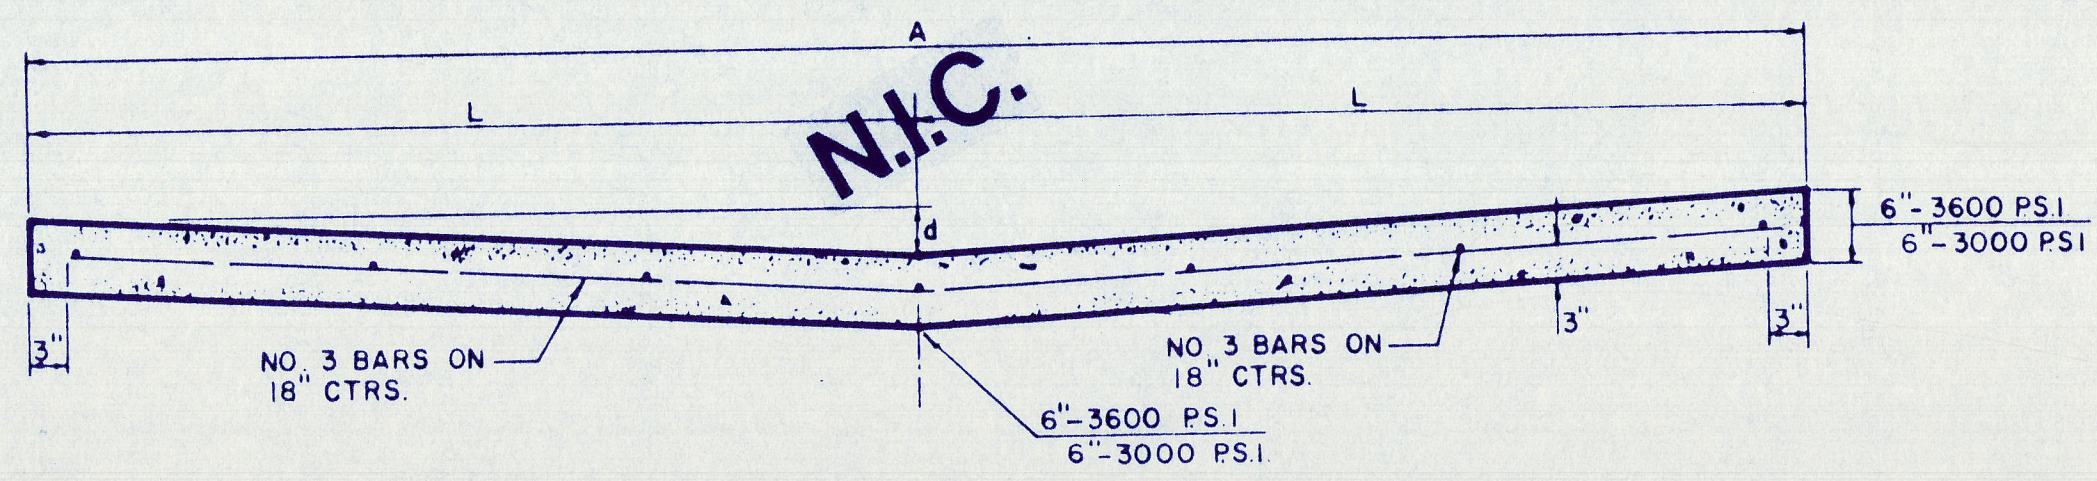 A
N.I.C.
L
L
d
6"-3600 P.S.I
6"-3000 P.S.I
3"
NO. 3 BARS ON
18" CTRS.
NO. 3 BARS ON
18" CTRS.
3"
3"
6"-3600 P.S.I
6"-3000 P.S.I.